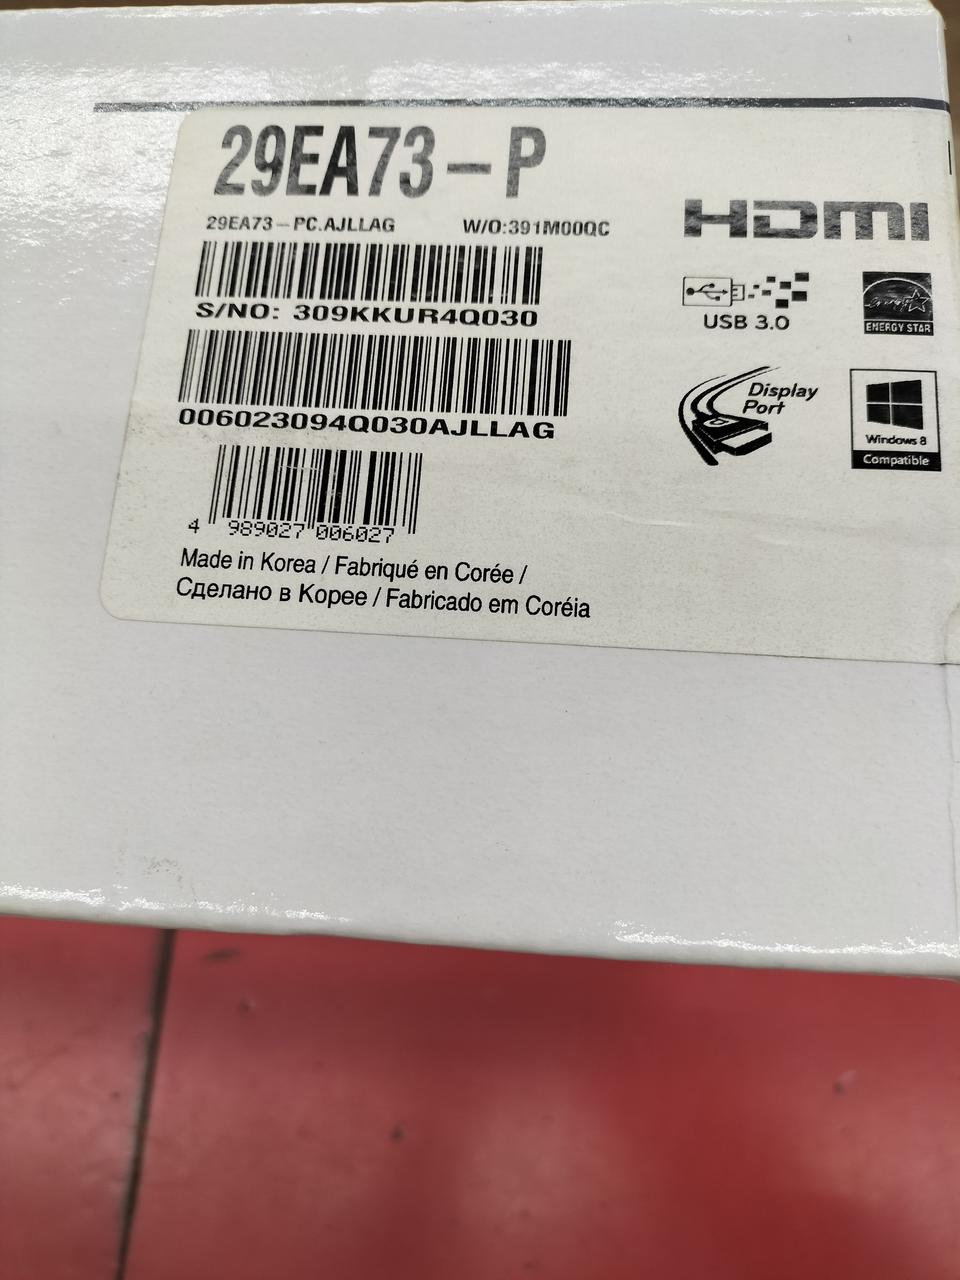 29EA73-P
29EA73-PC.AJLLAG W/O:391M00QC
S/NO: 309KKUR4Q030
006023094Q030AJLLAG
4 989027 006027
Made in Korea / Fabriqué en Corée /
Сделано в Корее / Fabricado em Coréia
HDMI
USB 3.0
energy
ENERGY STAR
Display
Port
Windows 8
Compatible